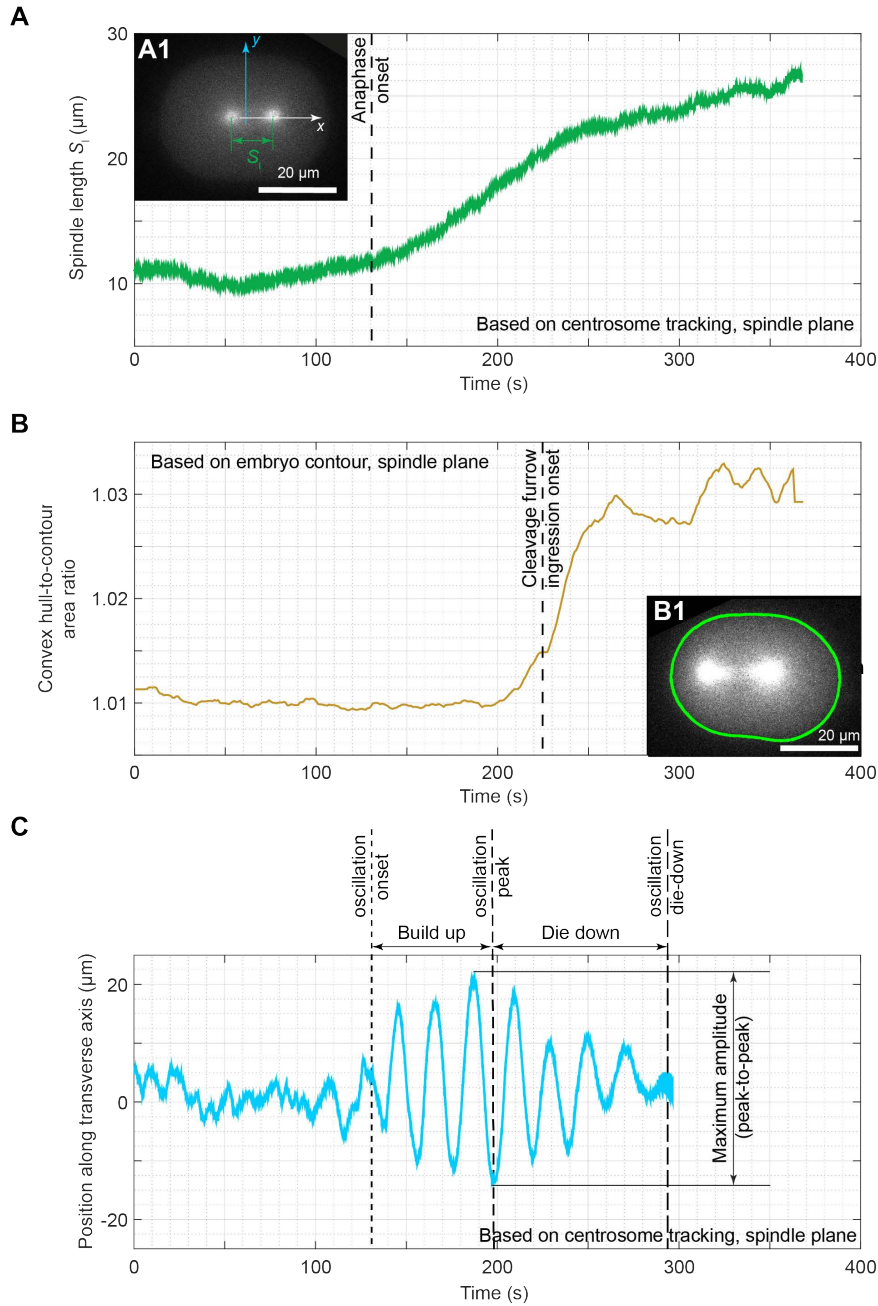 A
30
20
10
Spindle length Sl (µm)
A1
y
x
Sl
20 µm
Anaphase
onset
Based on centrosome tracking, spindle plane
0
100
200
300
400
Time (s)
B
1.03
1.02
1.01
Convex hull-to-contour
area ratio
Based on embryo contour, spindle plane
Cleavage furrow
ingression onset
B1
20 µm
0
100
200
300
400
Time (s)
C
oscillation
onset
oscillation
peak
oscillation
die-down
Build up
Die down
20
0
-20
Position along transverse axis (µm)
Maximum amplitude
(peak-to-peak)
Based on centrosome tracking, spindle plane
0
100
200
300
400
Time (s)